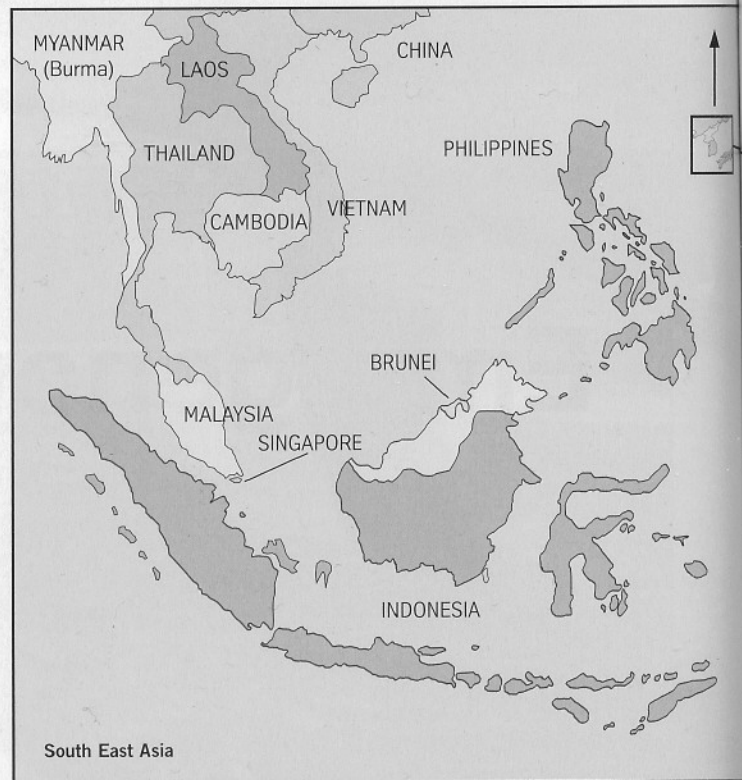 MYANMAR
(Burma)
LAOS
CHINA
THAILAND
PHILIPPINES
CAMBODIA
VIETNAM
BRUNEI
MALAYSIA
SINGAPORE
INDONESIA
South East Asia